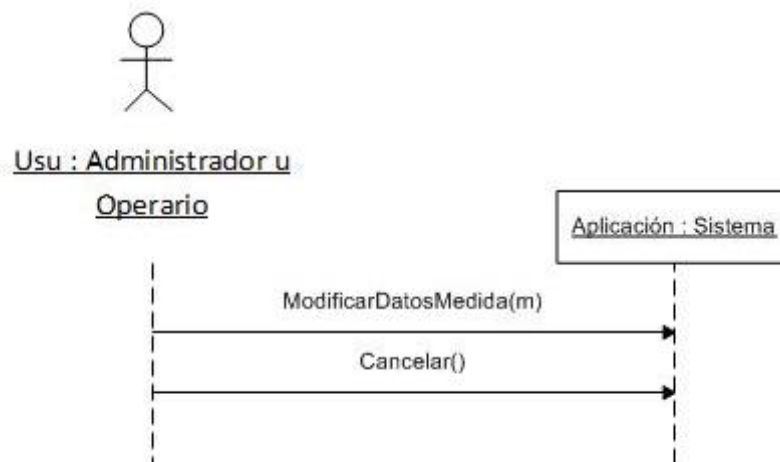 Usu : Administrador u
Operario
Aplicación : Sistema
ModificarDatosMedida(m)
Cancelar()